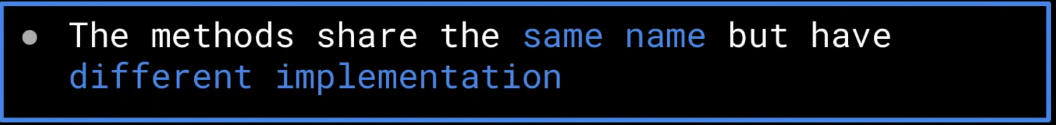 ● The methods share the same name but have
different implementation